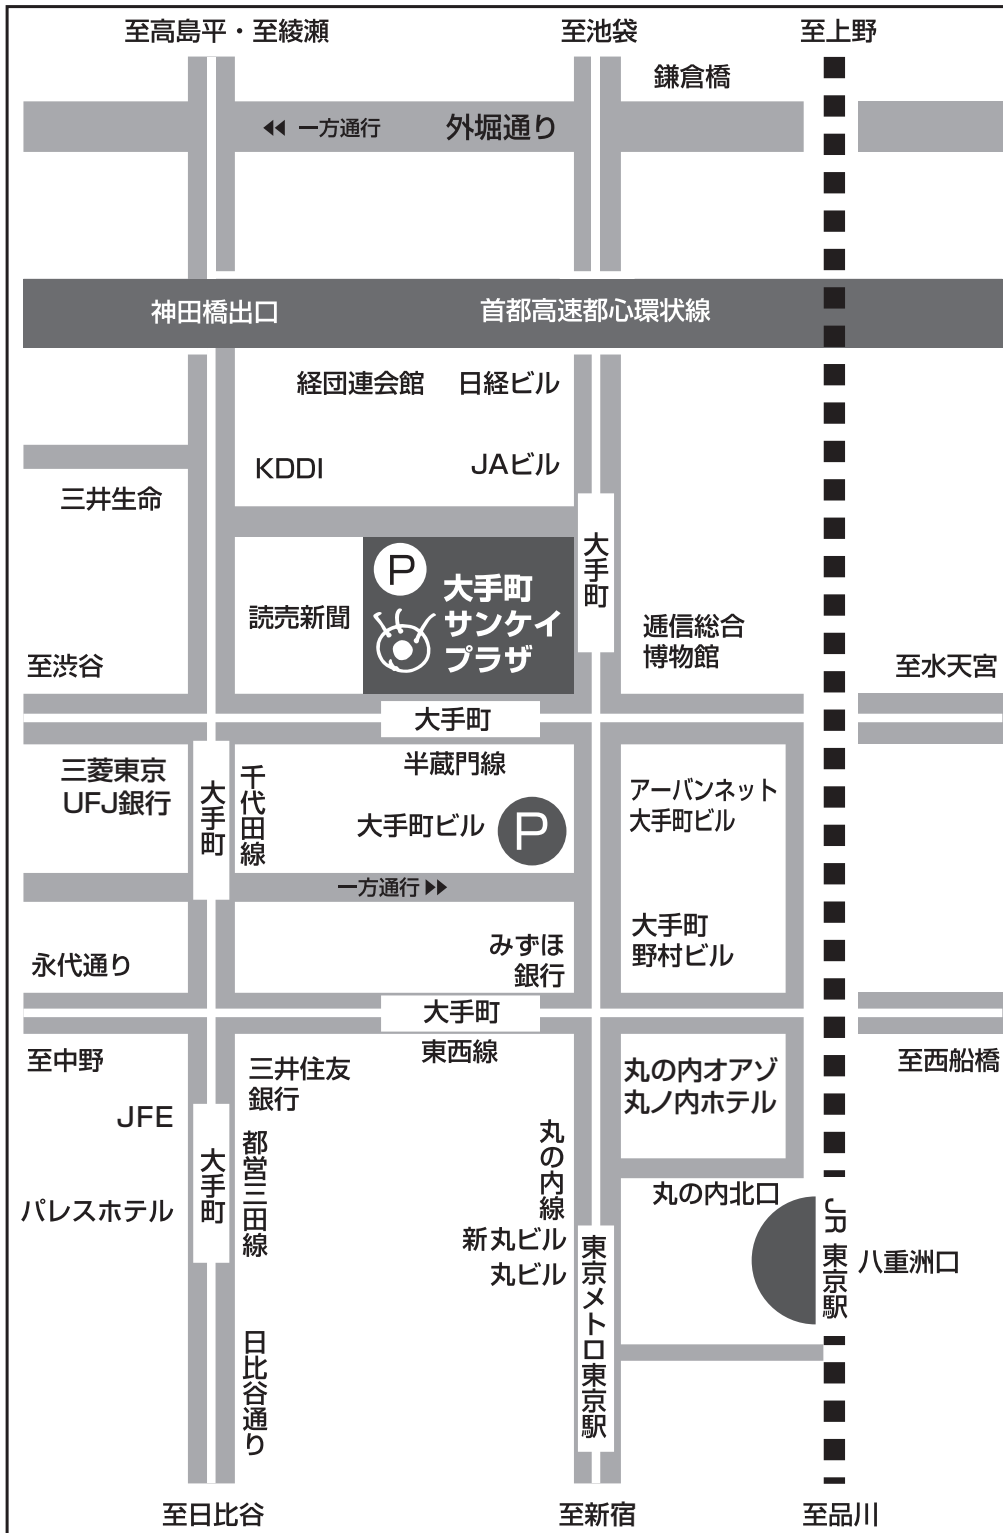 至高島平・至綾瀬
至池袋
至上野
鎌倉橋
◀◀ 一方通行
外堀通り
神田橋出口
首都高速都心環状線
経団連会館
日経ビル
KDDI
JAビル
三井生命
大手町
P
大手町
サンケイ
プラザ
読売新聞
逓信総合
博物館
至渋谷
至水天宮
大手町
半蔵門線
三菱東京
UFJ銀行
大手町
千代田線
大手町ビル
P
アーバンネット
大手町ビル
一方通行 ▶▶
大手町
野村ビル
みずほ
銀行
永代通り
大手町
東西線
至中野
至西船橋
三井住友
銀行
丸の内オアゾ
丸ノ内ホテル
JFE
大手町
都営三田線
丸の内線
パレスホテル
丸の内北口
新丸ビル
丸ビル
東京メトロ東京駅
JR 東京駅
八重洲口
日比谷通り
至日比谷
至新宿
至品川